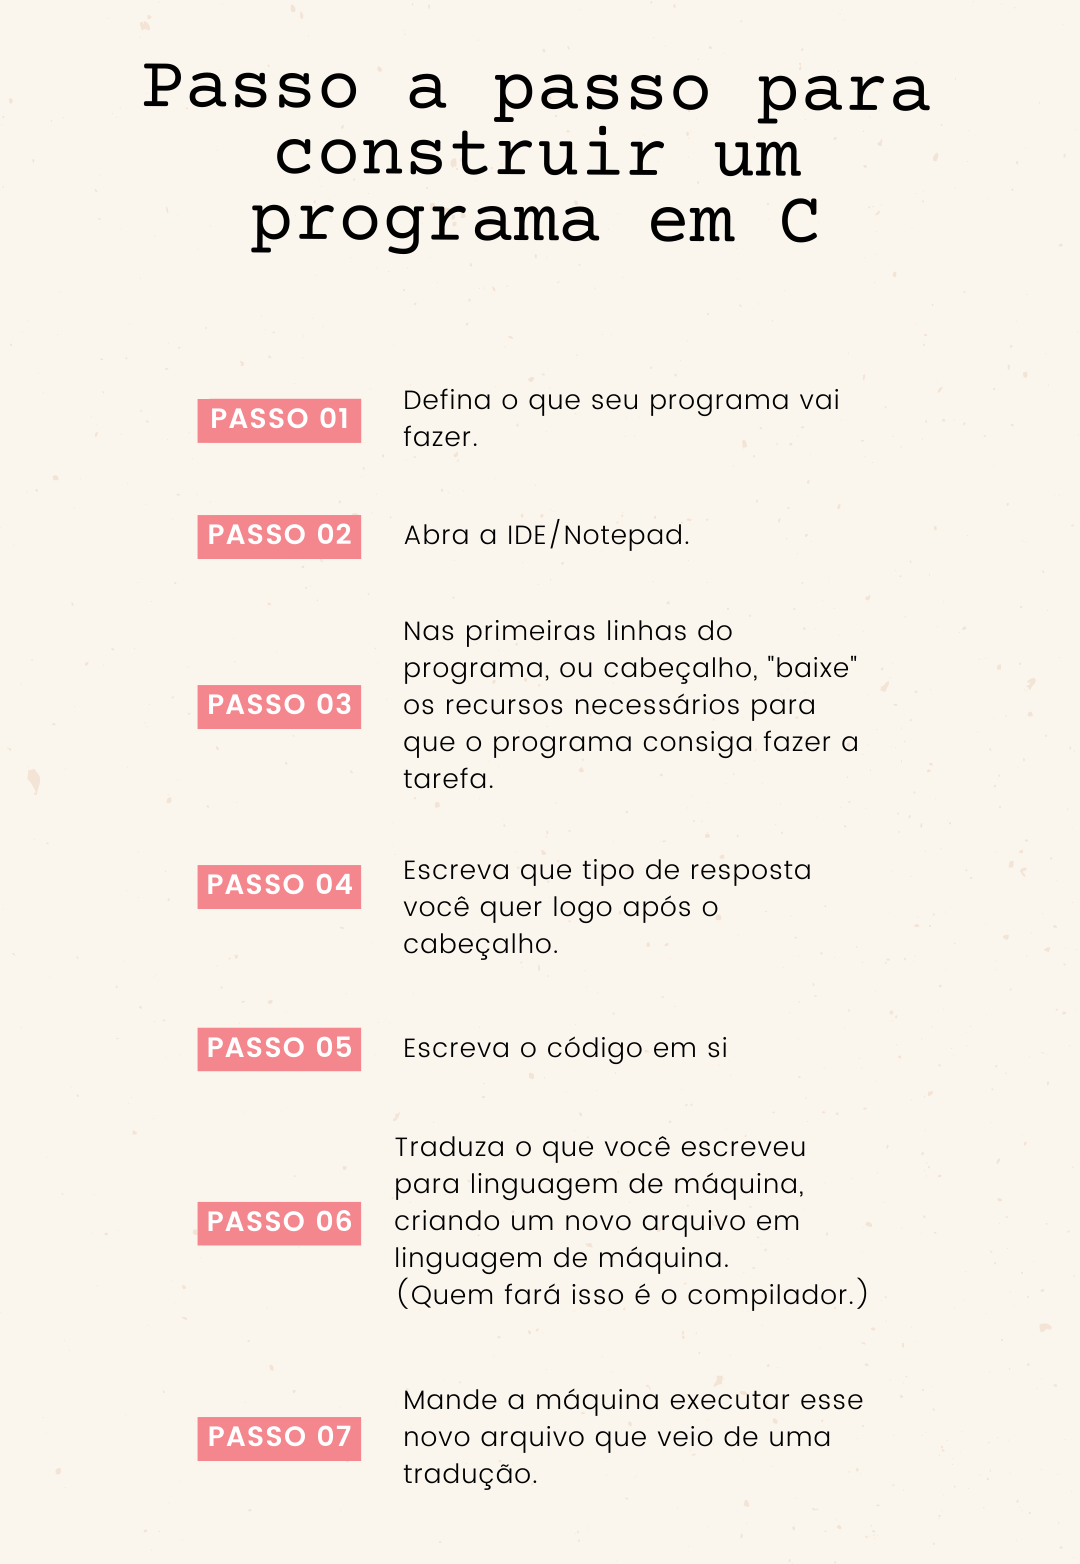 Passo a passo para
construir um
programa em C
PASSO 01
Defina o que seu programa vai
fazer.
PASSO 02
Abra a IDE/Notepad.
PASSO 03
Nas primeiras linhas do
programa, ou cabeçalho, "baixe"
os recursos necessários para
que o programa consiga fazer a
tarefa.
PASSO 04
Escreva que tipo de resposta
você quer logo após o
cabeçalho.
PASSO 05
Escreva o código em si
PASSO 06
Traduza o que você escreveu
para linguagem de máquina,
criando um novo arquivo em
linguagem de máquina.
(Quem fará isso é o compilador.)
PASSO 07
Mande a máquina executar esse
novo arquivo que veio de uma
tradução.